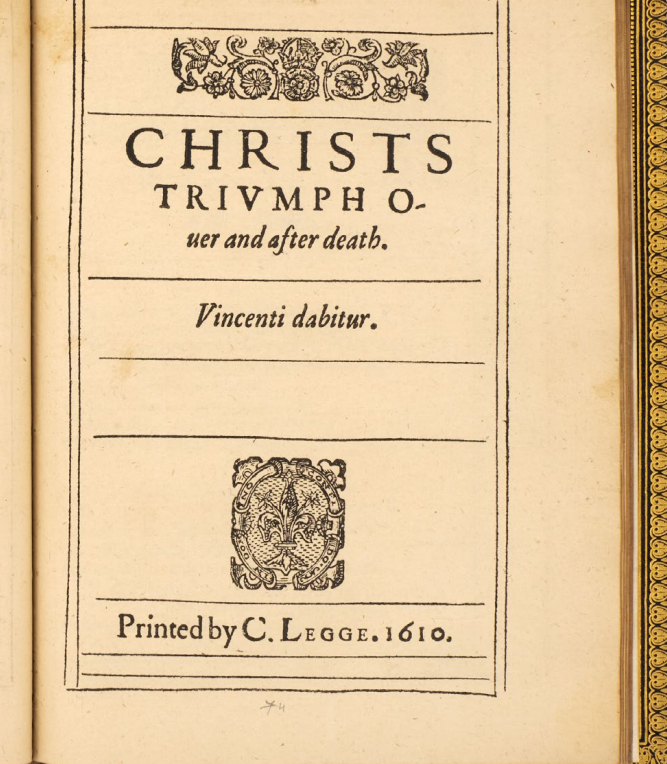 CHRISTS
TRIVMPH O-
uer and after death.
Vincenti dabitur.
Printed by C. LEGGE. 1610.